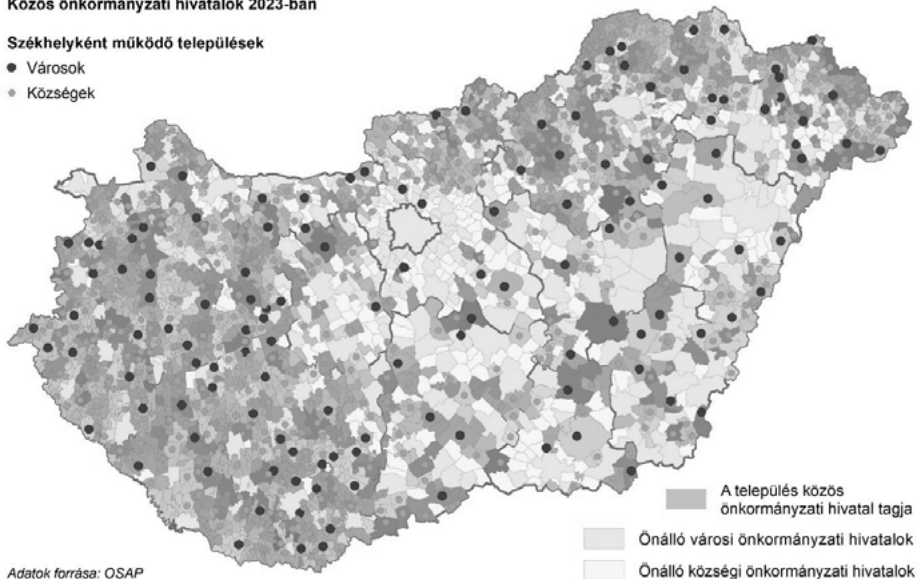 Közös önkormányzati hivatalok 2023-ban
Székhelyként működő települések
Városok
Községek
A település közös
önkormányzati hivatal tagja
Önálló városi önkormányzati hivatalok
Önálló községi önkormányzati hivatalok
Adatok forrása: OSAP